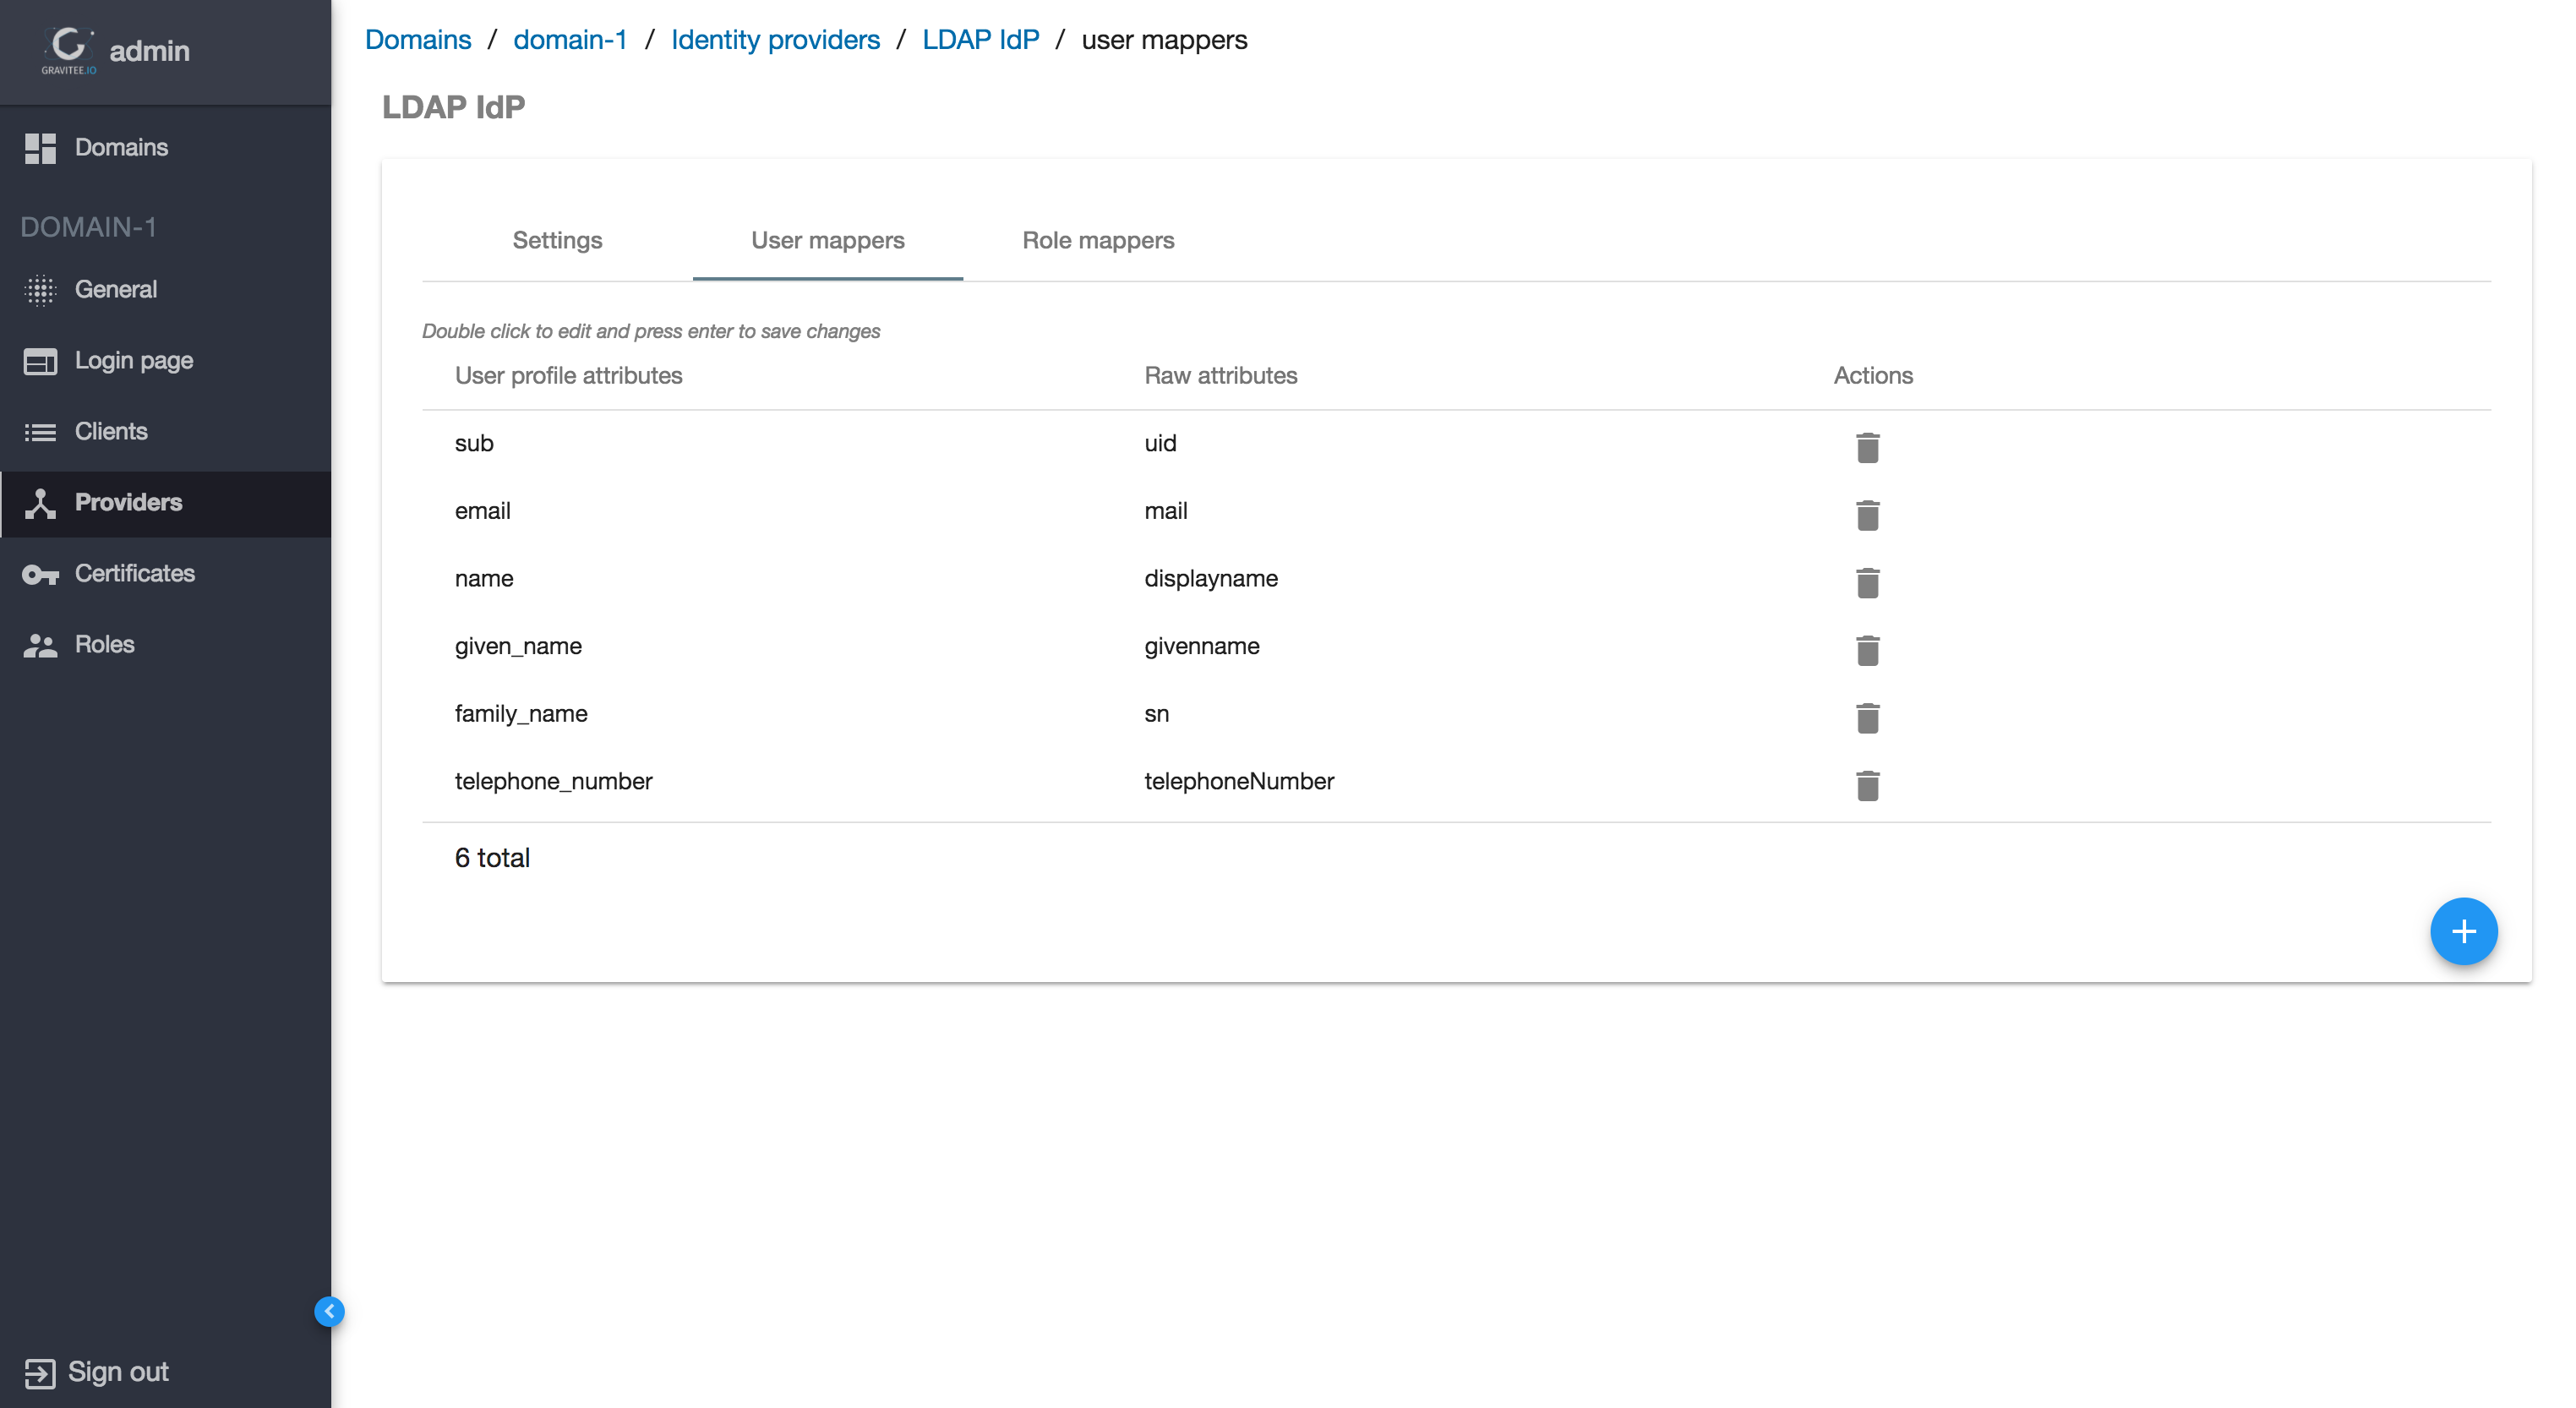 GRAVITEE.IO
admin
Domains
DOMAIN-1
General
Login page
Clients
Providers
Certificates
Roles
Sign out
Domains / domain-1 / Identity providers / LDAP IdP / user mappers
LDAP IdP
Settings User mappers Role mappers
Double click to edit and press enter to save changes
User profile attributes Raw attributes Actions
sub uid
email mail
name displayname
given_name givenname
family_name sn
telephone_number telephoneNumber
6 total